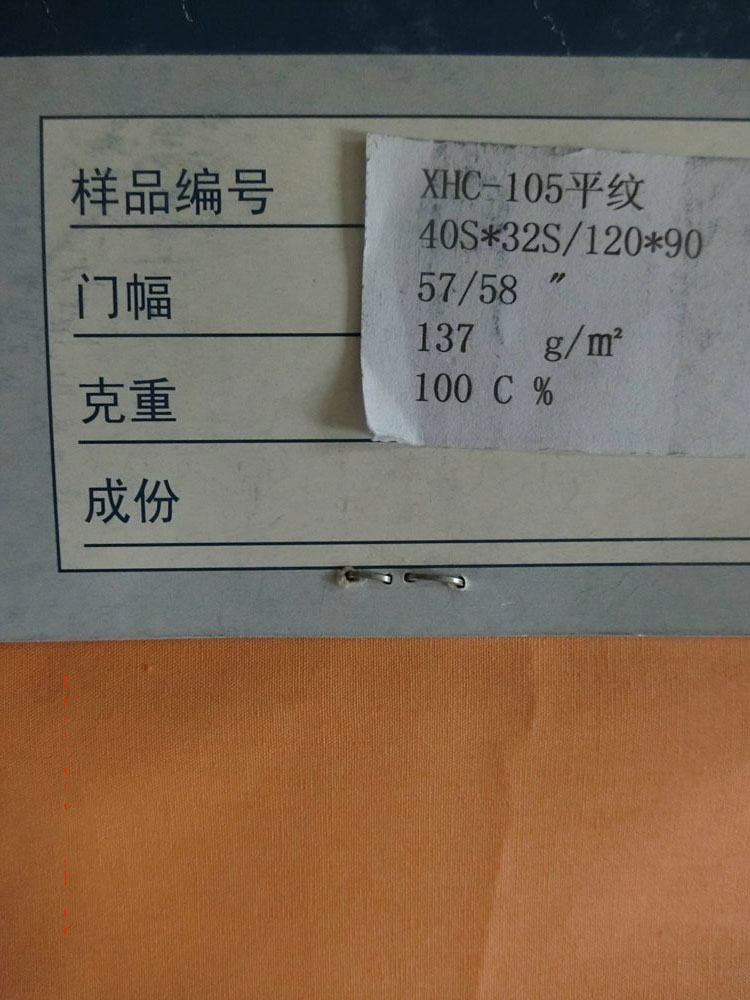 样品编号
XHC-105平纹
40S*32S/120*90
门幅
57/58 "
137 g/m²
克重
100 C %
成份